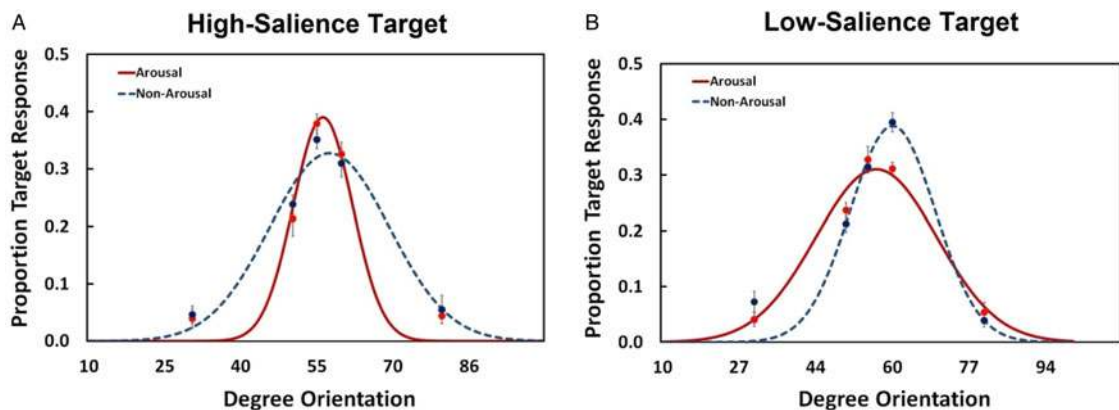 A
High-Salience Target
Proportion Target Response
0.5
0.4
0.3
0.2
0.1
0.0
Arousal
Non-Arousal
10 25 40 55 70 86
Degree Orientation
B
Low-Salience Target
Proportion Target Response
0.5
0.4
0.3
0.2
0.1
0.0
Arousal
Non-Arousal
10 27 44 60 77 94
Degree Orientation